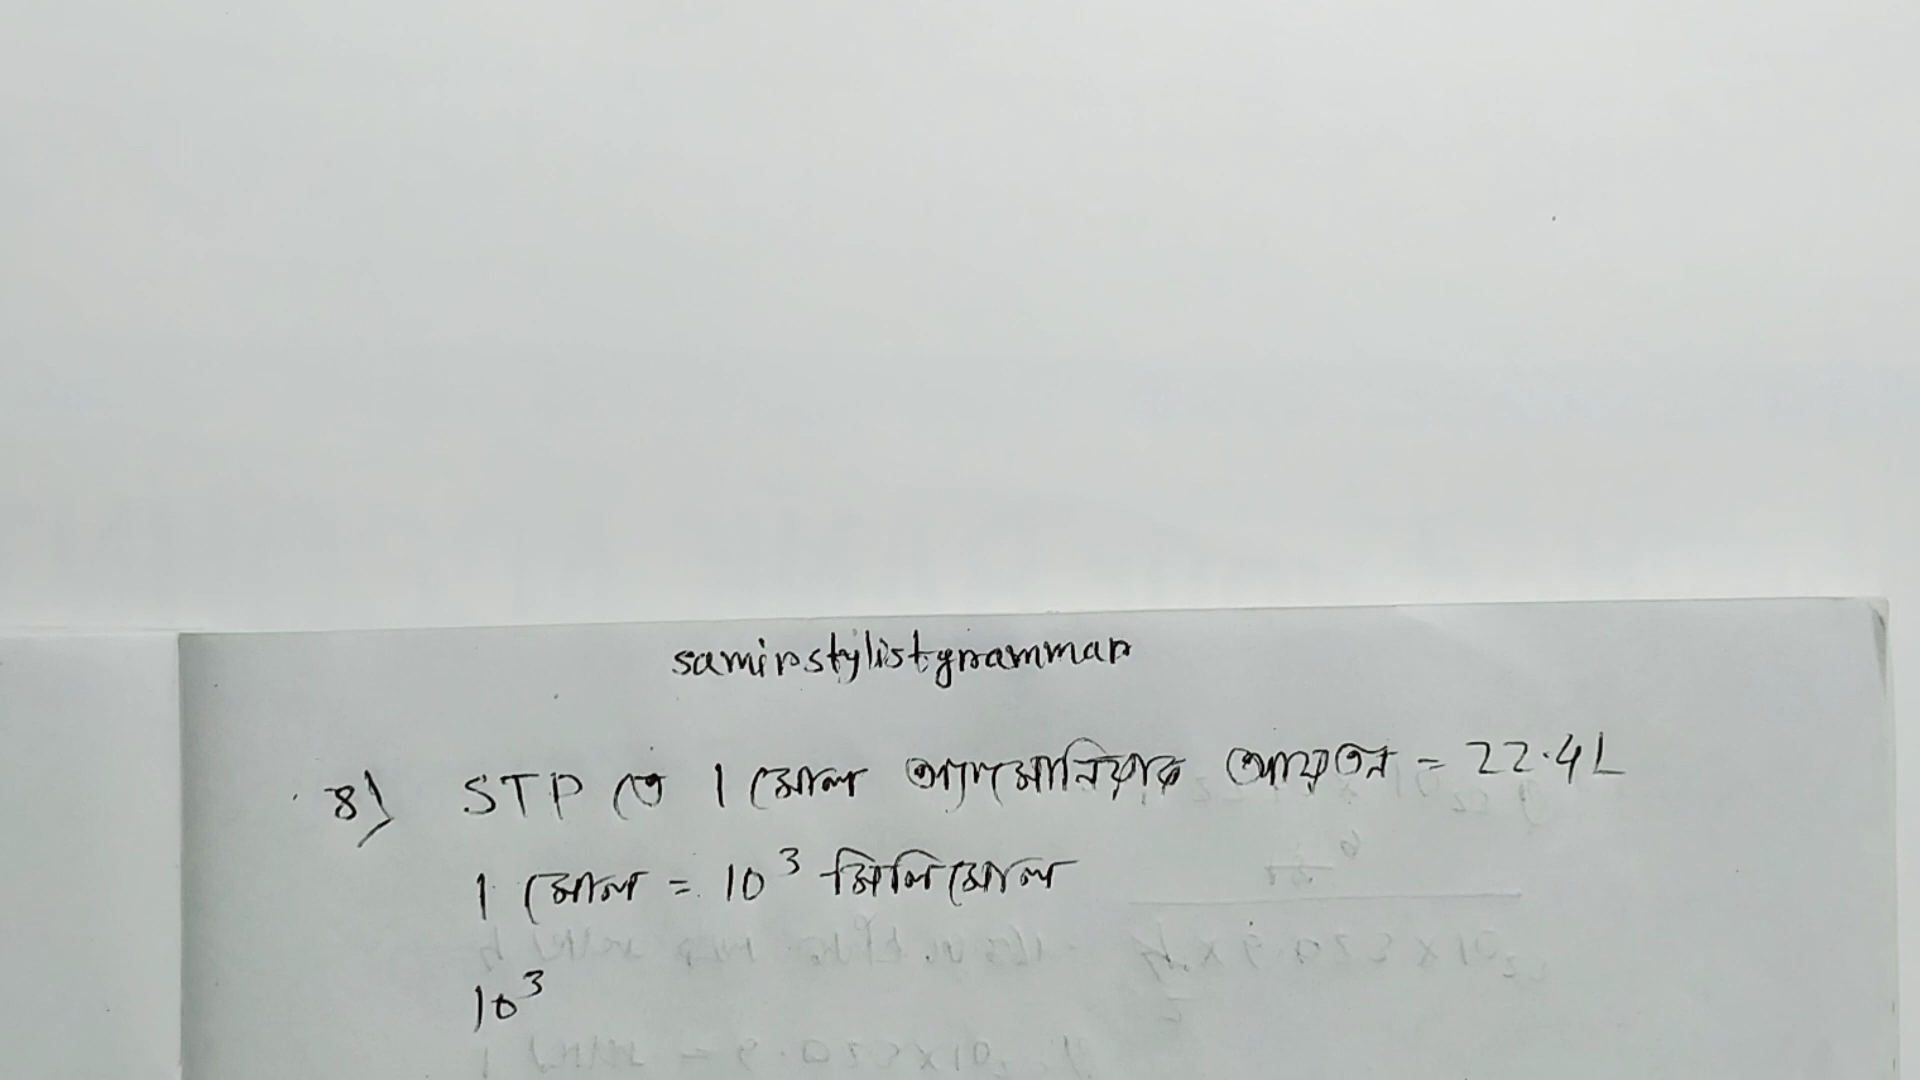 samirstylistgrammar
8) STP তে 1 মোল অ্যামোনিয়ার আয়তন = 22.4L
1 মোল = 10³ মিলিমোল
10³